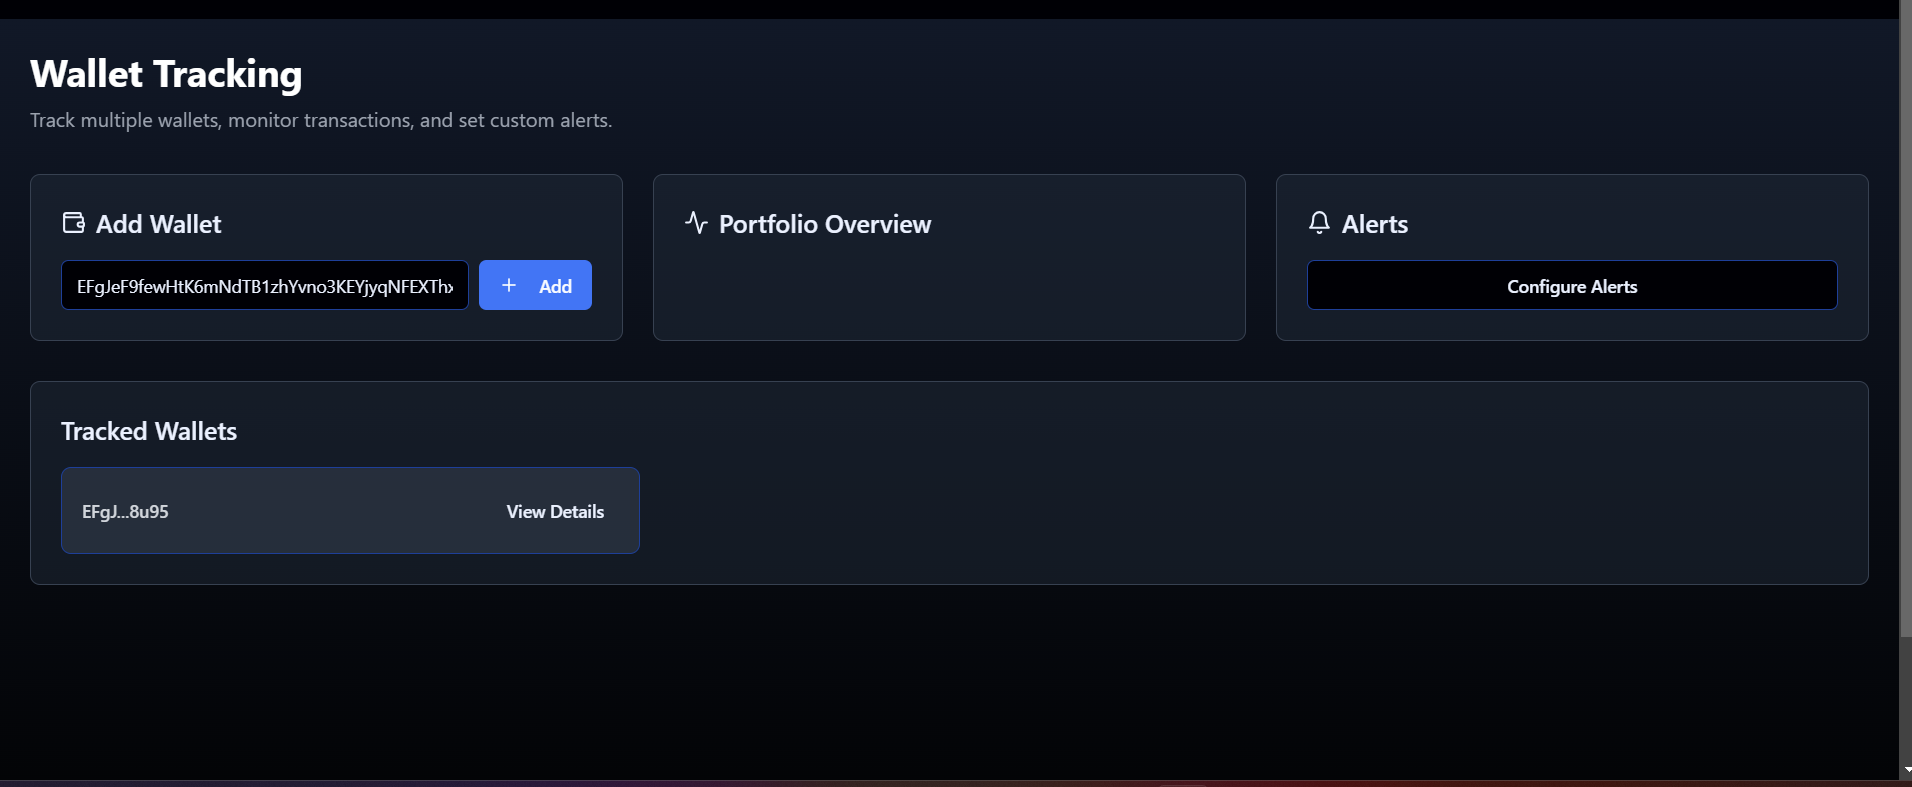 Wallet Tracking
Track multiple wallets, monitor transactions, and set custom alerts.
Add Wallet
EFgJeF9fewHtK6mNdTB1zhYvno3KEYjyqNFEXThx
Add
Portfolio Overview
Alerts
Configure Alerts
Tracked Wallets
EFgJ...8u95
View Details